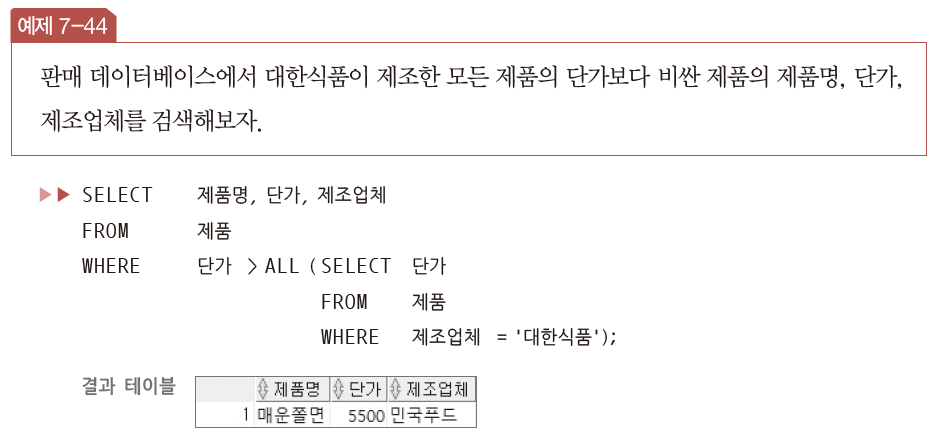 예제 7-44
판매 데이터베이스에서 대한식품이 제조한 모든 제품의 단가보다 비싼 제품의 제품명, 단가,
제조업체를 검색해보자.
SELECT 제품명, 단가, 제조업체
FROM 제품
WHERE 단가 > ALL (SELECT 단가
FROM 제품
WHERE 제조업체 = '대한식품');
결과 테이블
제품명 단가 제조업체
1 매운쫄면 5500 민국푸드